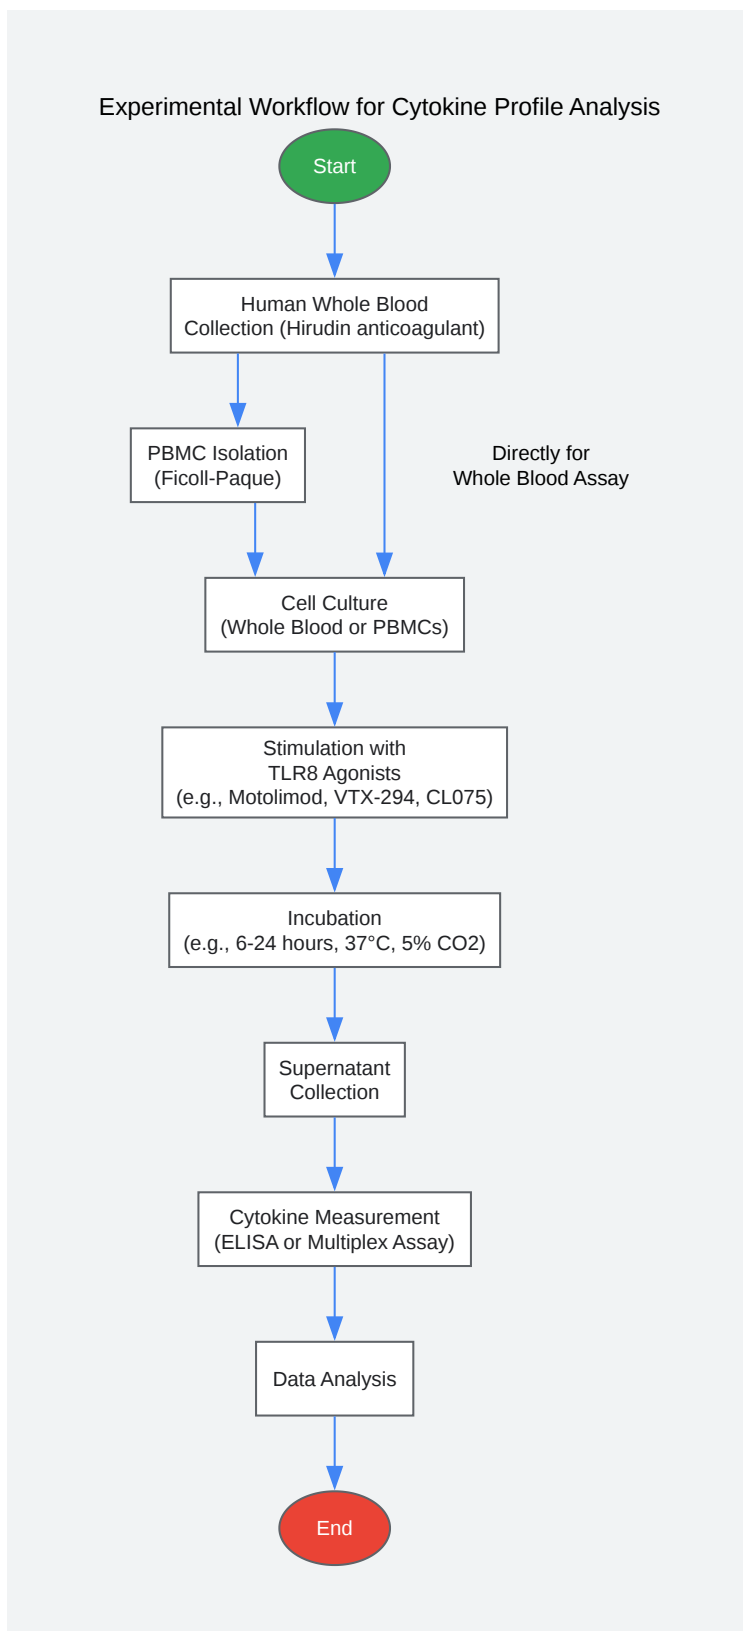 Experimental Workflow for Cytokine Profile Analysis
Start
Human Whole Blood
Collection (Hirudin anticoagulant)
PBMC Isolation
(Ficoll-Paque)
Directly for
Whole Blood Assay
Cell Culture
(Whole Blood or PBMCs)
Stimulation with
TLR8 Agonists
(e.g., Motolimod, VTX-294, CL075)
Incubation
(e.g., 6-24 hours, 37°C, 5% CO2)
Supernatant
Collection
Cytokine Measurement
(ELISA or Multiplex Assay)
Data Analysis
End